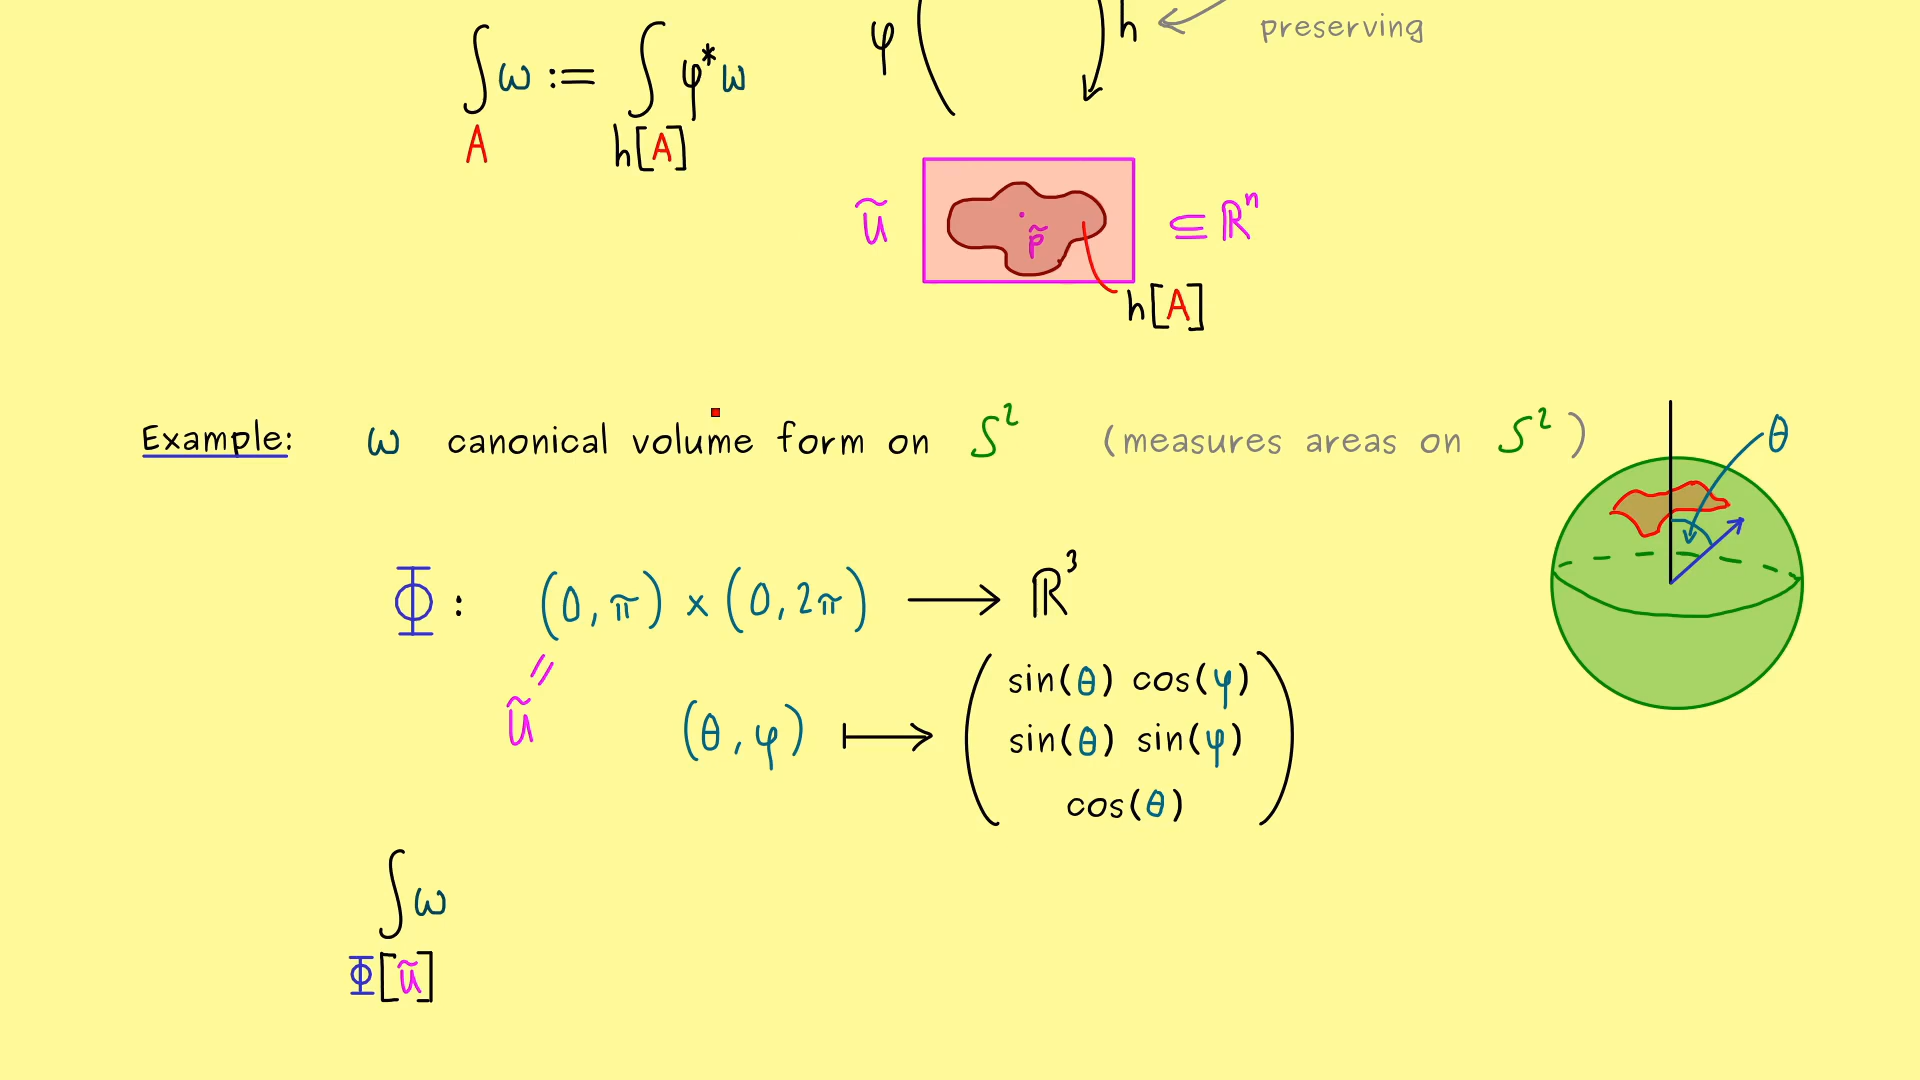 φ h preserving
∫ω := ∫φ*ω
A h[A]
ũ p̃ ⊆ ℝⁿ
h[A]
Example: ω canonical volume form on S² (measures areas on S²) θ
Φ : (0,π) × (0,2π) ⟶ ℝ³
ũ =
(θ,φ) ⟼ ( sin(θ) cos(φ)
sin(θ) sin(φ)
cos(θ) )
∫ω
Φ[ũ]